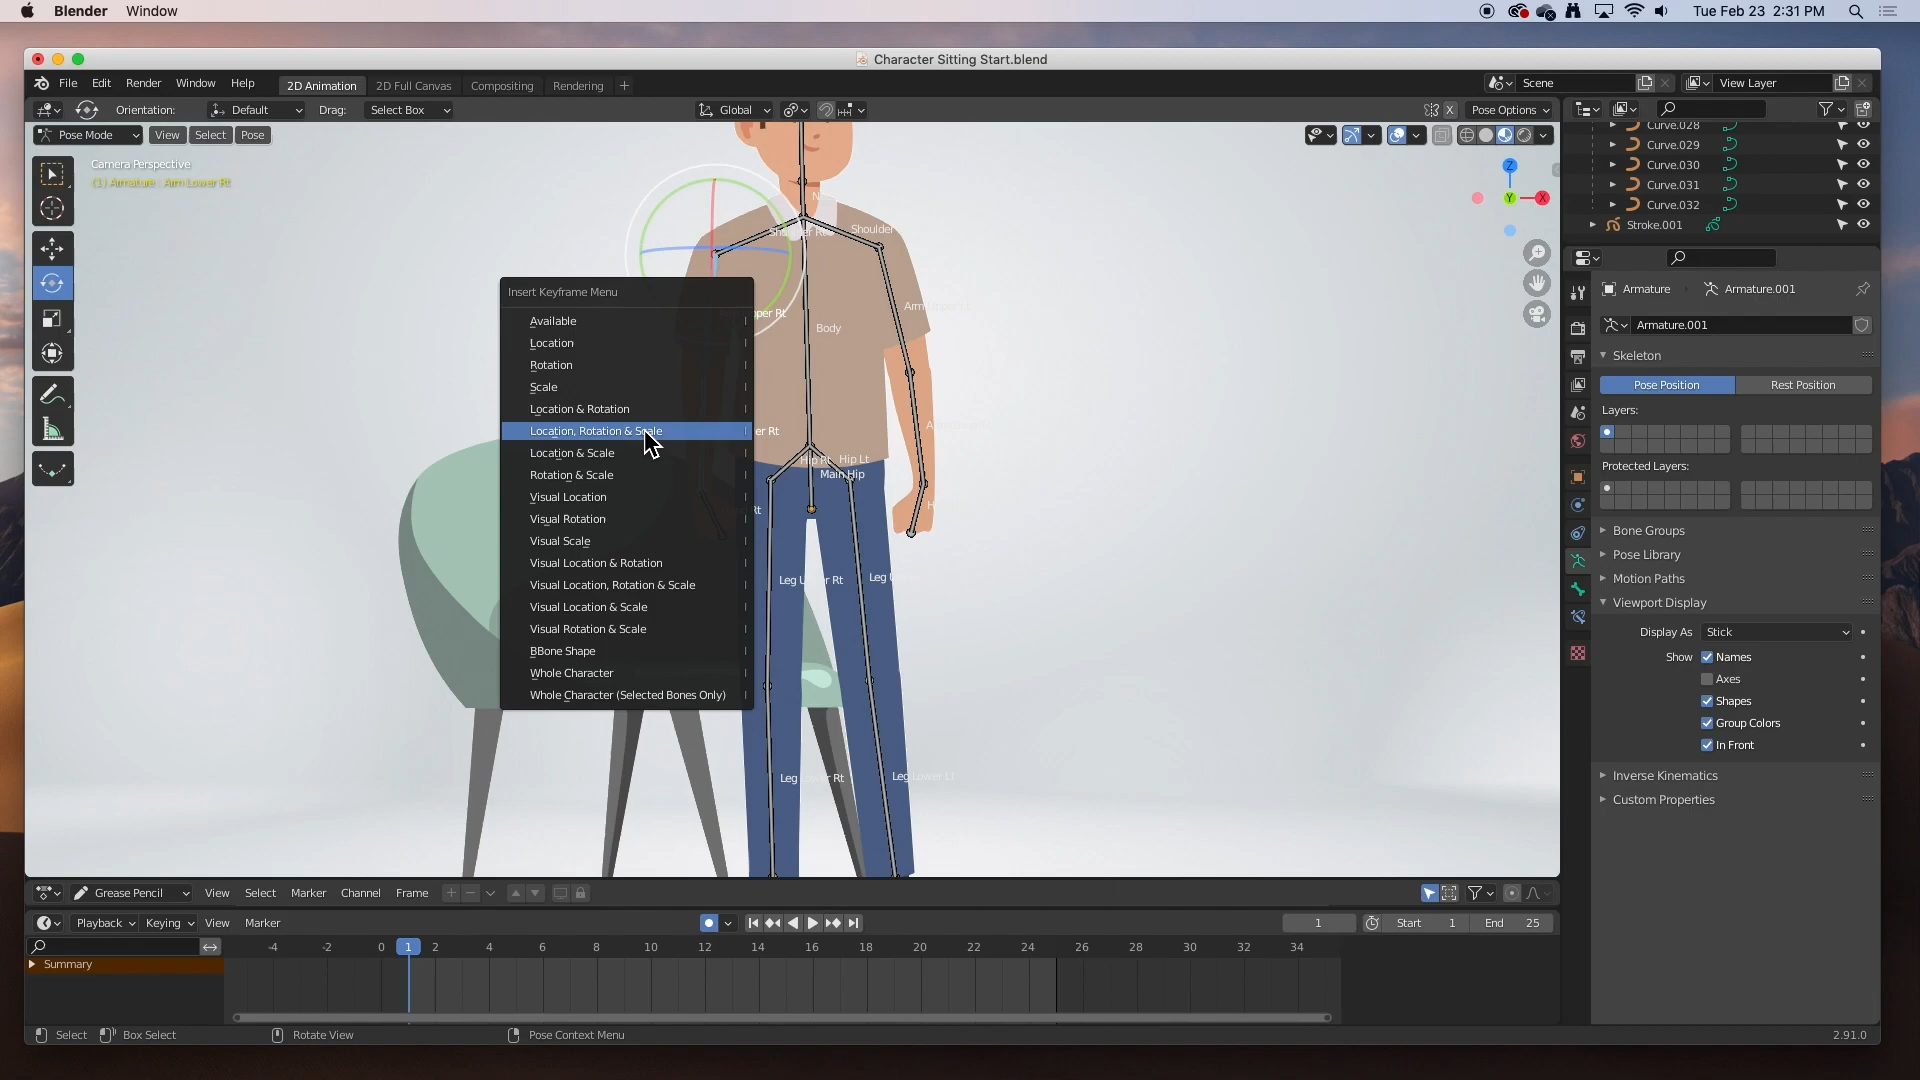 Blender Window
Tue Feb 23 2:31 PM
Character Sitting Start.blend
File Edit Render Window Help
2D Animation 2D Full Canvas Compositing Rendering +
Scene
View Layer
Orientation: Default Drag: Select Box
Global
X
Pose Options
Pose Mode View Select Pose
Camera Perspective
(1) Armature : Arm Lower Rt
Z
Y
X
Curve.028
Curve.029
Curve.030
Curve.031
Curve.032
Stroke.001
Shoulder
Body
Hip Rt Hip Lt
Main Hip
Leg Lower Lt
Insert Keyframe Menu
Available I
Location I
Rotation I
Scale I
Location & Rotation I
Location, Rotation & Scale I
Location & Scale I
Rotation & Scale I
Visual Location I
Visual Rotation I
Visual Scale I
Visual Location & Rotation I
Visual Location, Rotation & Scale I
Visual Location & Scale I
Visual Rotation & Scale I
BBone Shape I
Whole Character I
Whole Character (Selected Bones Only) I
Armature Armature.001
Armature.001
Skeleton
Pose Position Rest Position
Layers:
Protected Layers:
Bone Groups
Pose Library
Motion Paths
Viewport Display
Display As Stick
Show Names
Axes
Shapes
Group Colors
In Front
Inverse Kinematics
Custom Properties
Grease Pencil View Select Marker Channel Frame
Playback Keying View Marker
1 Start 1 End 25
-4 -2 0 1 2 4 6 8 10 12 14 16 18 20 22 24 26 28 30 32 34
Summary
Select Box Select Rotate View Pose Context Menu
2.91.0